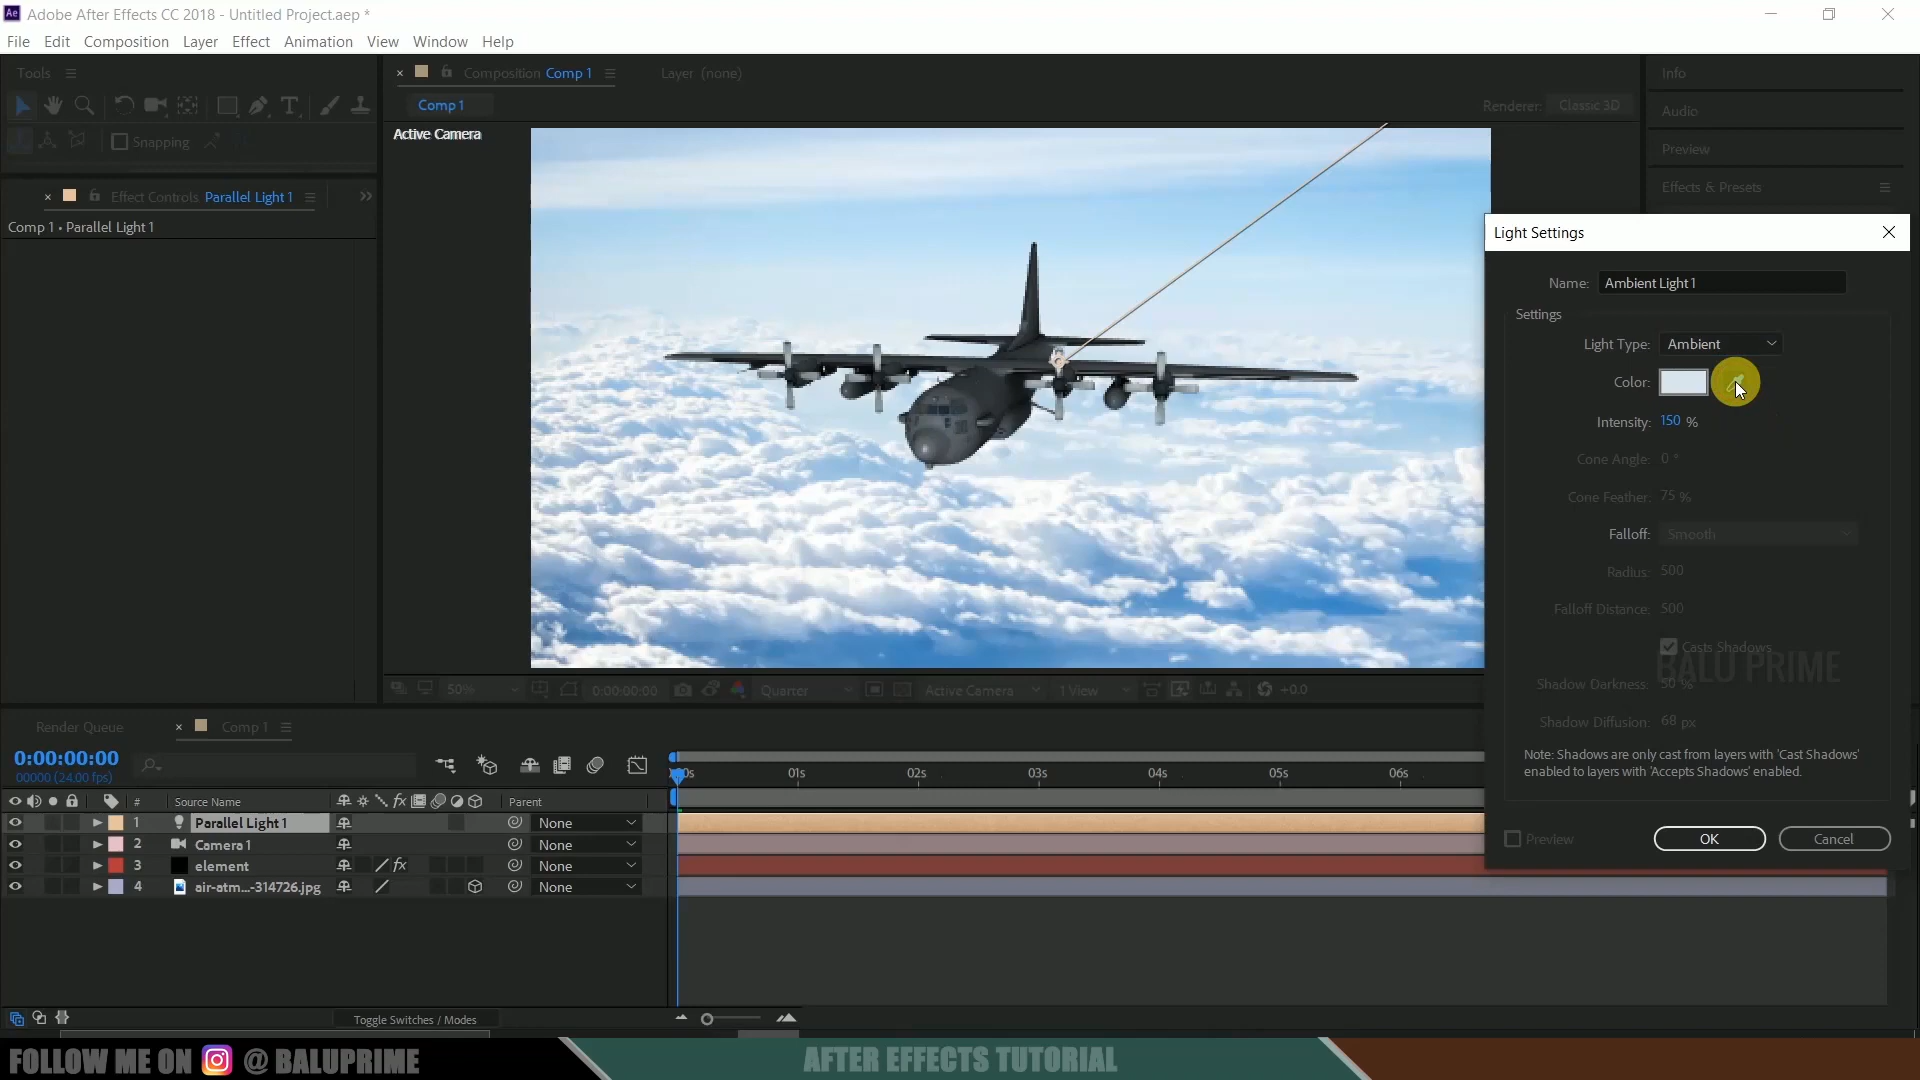 Ae Adobe After Effects CC 2018 - Untitled Project.aep *
File Edit Composition Layer Effect Animation View Window Help
Tools
Snapping
Effect Controls Parallel Light 1
Comp 1 • Parallel Light 1
Composition Comp 1
Layer (none)
Comp 1
Renderer: Classic 3D
Active Camera
50%
0:00:00:00
Quarter
Active Camera
1 View
+0.0
Info
Audio
Preview
Effects & Presets
Light Settings
Name: Ambient Light 1
Settings
Light Type: Ambient
Color:
Intensity: 150 %
Cone Angle: 0 °
Cone Feather: 75 %
Falloff: Smooth
Radius: 500
Falloff Distance: 500
Casts Shadows
BALU PRIME
Shadow Darkness: 50 %
Shadow Diffusion: 68 px
Note: Shadows are only cast from layers with 'Cast Shadows'
enabled to layers with 'Accepts Shadows' enabled.
Preview
OK
Cancel
Render Queue
Comp 1
0:00:00:00
00000 (24.00 fps)
01s 02s 03s 04s 05s 06s
# Source Name fx Parent
1 Parallel Light 1 None
2 Camera 1 None
3 element fx None
4 air-atm...-314726.jpg None
Toggle Switches / Modes
FOLLOW ME ON @ BALUPRIME
AFTER EFFECTS TUTORIAL